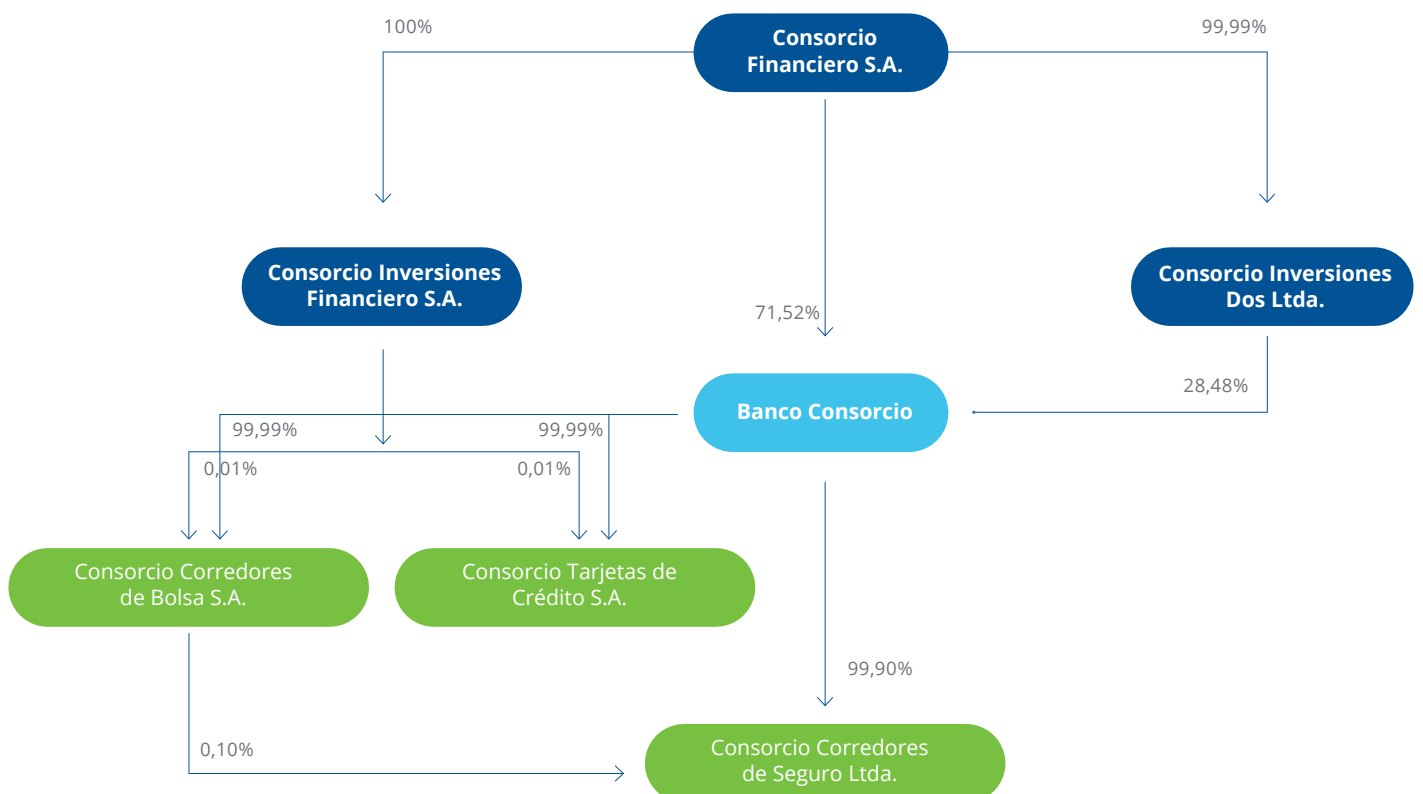 100%
Consorcio
Financiero S.A.
99,99%
Consorcio Inversiones
Financiero S.A.
Consorcio Inversiones
Dos Ltda.
71,52%
28,48%
Banco Consorcio
99,99%
99,99%
0,01%
0,01%
Consorcio Corredores
de Bolsa S.A.
Consorcio Tarjetas de
Crédito S.A.
99,90%
0,10%
Consorcio Corredores
de Seguro Ltda.